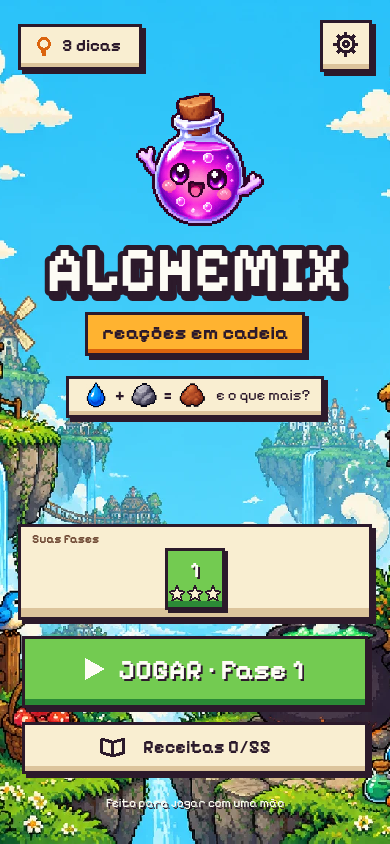 3 dicas
ALCHEMIX
reações em cadeia
+ = e o que mais?
Suas Fases
1
JOGAR · Fase 1
Receitas 0/55
Feito para jogar com uma mão